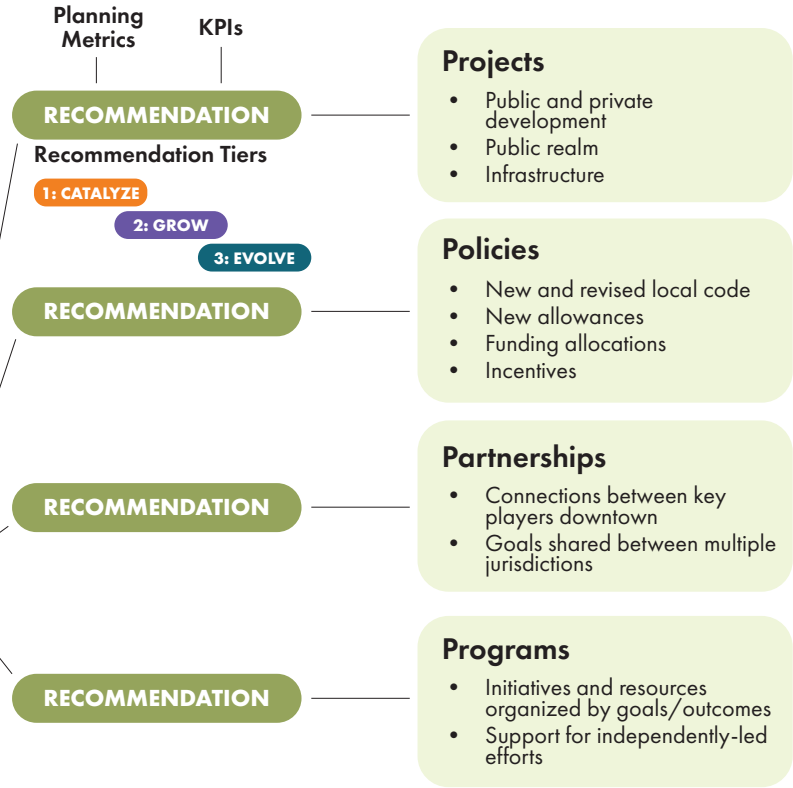 Planning
Metrics
KPIs
RECOMMENDATION
Recommendation Tiers
1: CATALYZE
2: GROW
3: EVOLVE
Projects
• Public and private
development
• Public realm
• Infrastructure
RECOMMENDATION
Policies
• New and revised local code
• New allowances
• Funding allocations
• Incentives
RECOMMENDATION
Partnerships
• Connections between key
players downtown
• Goals shared between multiple
jurisdictions
RECOMMENDATION
Programs
• Initiatives and resources
organized by goals/outcomes
• Support for independently-led
efforts